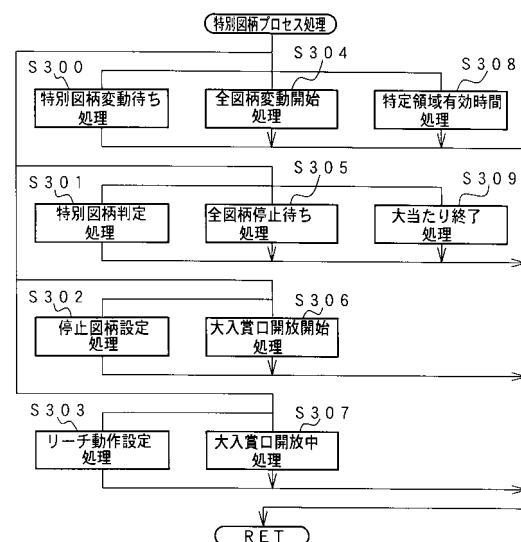 特別図柄プロセス処理
S300
特別図柄変動待ち
処理
S304
全図柄変動開始
処理
S308
特定領域有効時間
処理
S301
特別図柄判定
処理
S305
全図柄停止待ち
処理
S309
大当たり終了
処理
S302
停止図柄設定
処理
S306
大入賞口開放開始
処理
S303
リーチ動作設定
処理
S307
大入賞口開放中
処理
RET